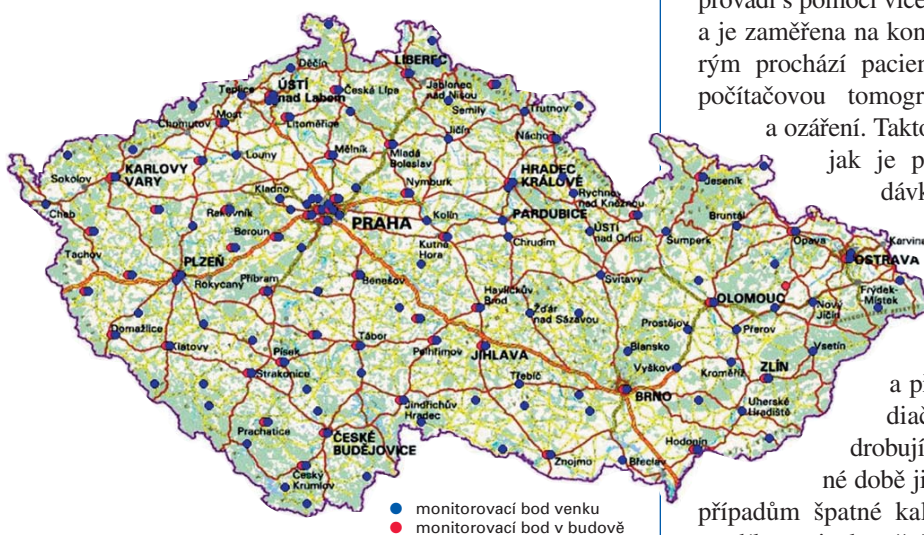 Děčín
LIBEREC
Teplice
ÚSTÍ
nad Labem
Česká Lípa
Jablonec
nad Nisou
Semily
Trutnov
Most
Chomutov
Litoměřice
Jičín
Náchod
Louny
Mělník
Mladá
Boleslav
KARLOVY
VARY
Sokolov
Cheb
Kladno
Nymburk
HRADEC
KRÁLOVÉ
Rychnov
nad Kněžnou
Jeseník
Rakovník
PRAHA
Kolín
PARDUBICE
Bruntál
Beroun
Kutná
Hora
Chrudim
ÚSTÍ
nad Orlicí
Šumperk
Opava
Karviná
OSTRAVA
Tachov
PLZEŇ
Rokycany
Příbram
Benešov
Havlíčkův
Brod
Svitavy
OLOMOUC
Nový
Jičín
Frýdek-
Místek
Žďár
nad Sázavou
Prostějov
Přerov
Domažlice
Klatovy
Písek
Tábor
Pelhřimov
JIHLAVA
Blansko
Vsetín
Strakonice
Třebíč
Vyškov
Kroměříž
ZLÍN
Jindřichův
Hradec
BRNO
Uherské
Hradiště
Prachatice
ČESKÉ
BUDĚJOVICE
Hodonín
Český
Krumlov
Znojmo
Břeclav
monitorovací bod venku
monitorovací bod v budově
provádí s pomocí více
a je zaměřena na kon
rým prochází pacien
počítačovou tomogr
a ozáření. Takto
jak je p
dávk
a p
diač
drobují
né době ji
případům špatné kal